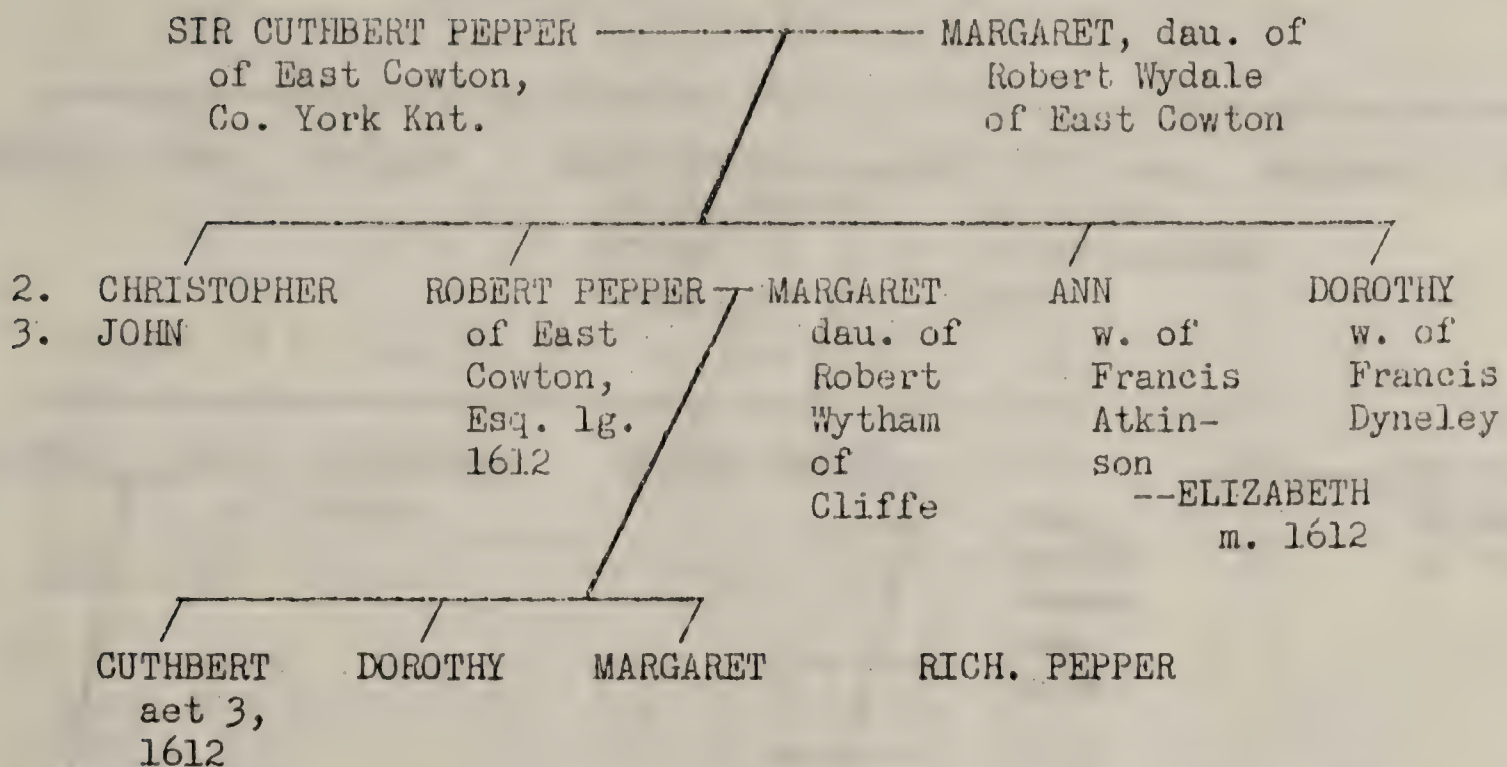 SIR CUTHBERT PEPPER
of East Cowton,
Co. York Knt.
MARGARET, dau. of
Robert Wydale
of East Cowton
2. CHRISTOPHER
3. JOHN
ROBERT PEPPER
of East
Cowton,
Esq. lg.
1612
MARGARET
dau. of
Robert
Wytham
of
Cliffe
ANN
w. of
Francis
Atkin-
son
DOROTHY
w. of
Francis
Dyneley
--ELIZABETH
m. 1612
CUTHBERT
aet 3,
1612
DOROTHY
MARGARET
RICH. PEPPER